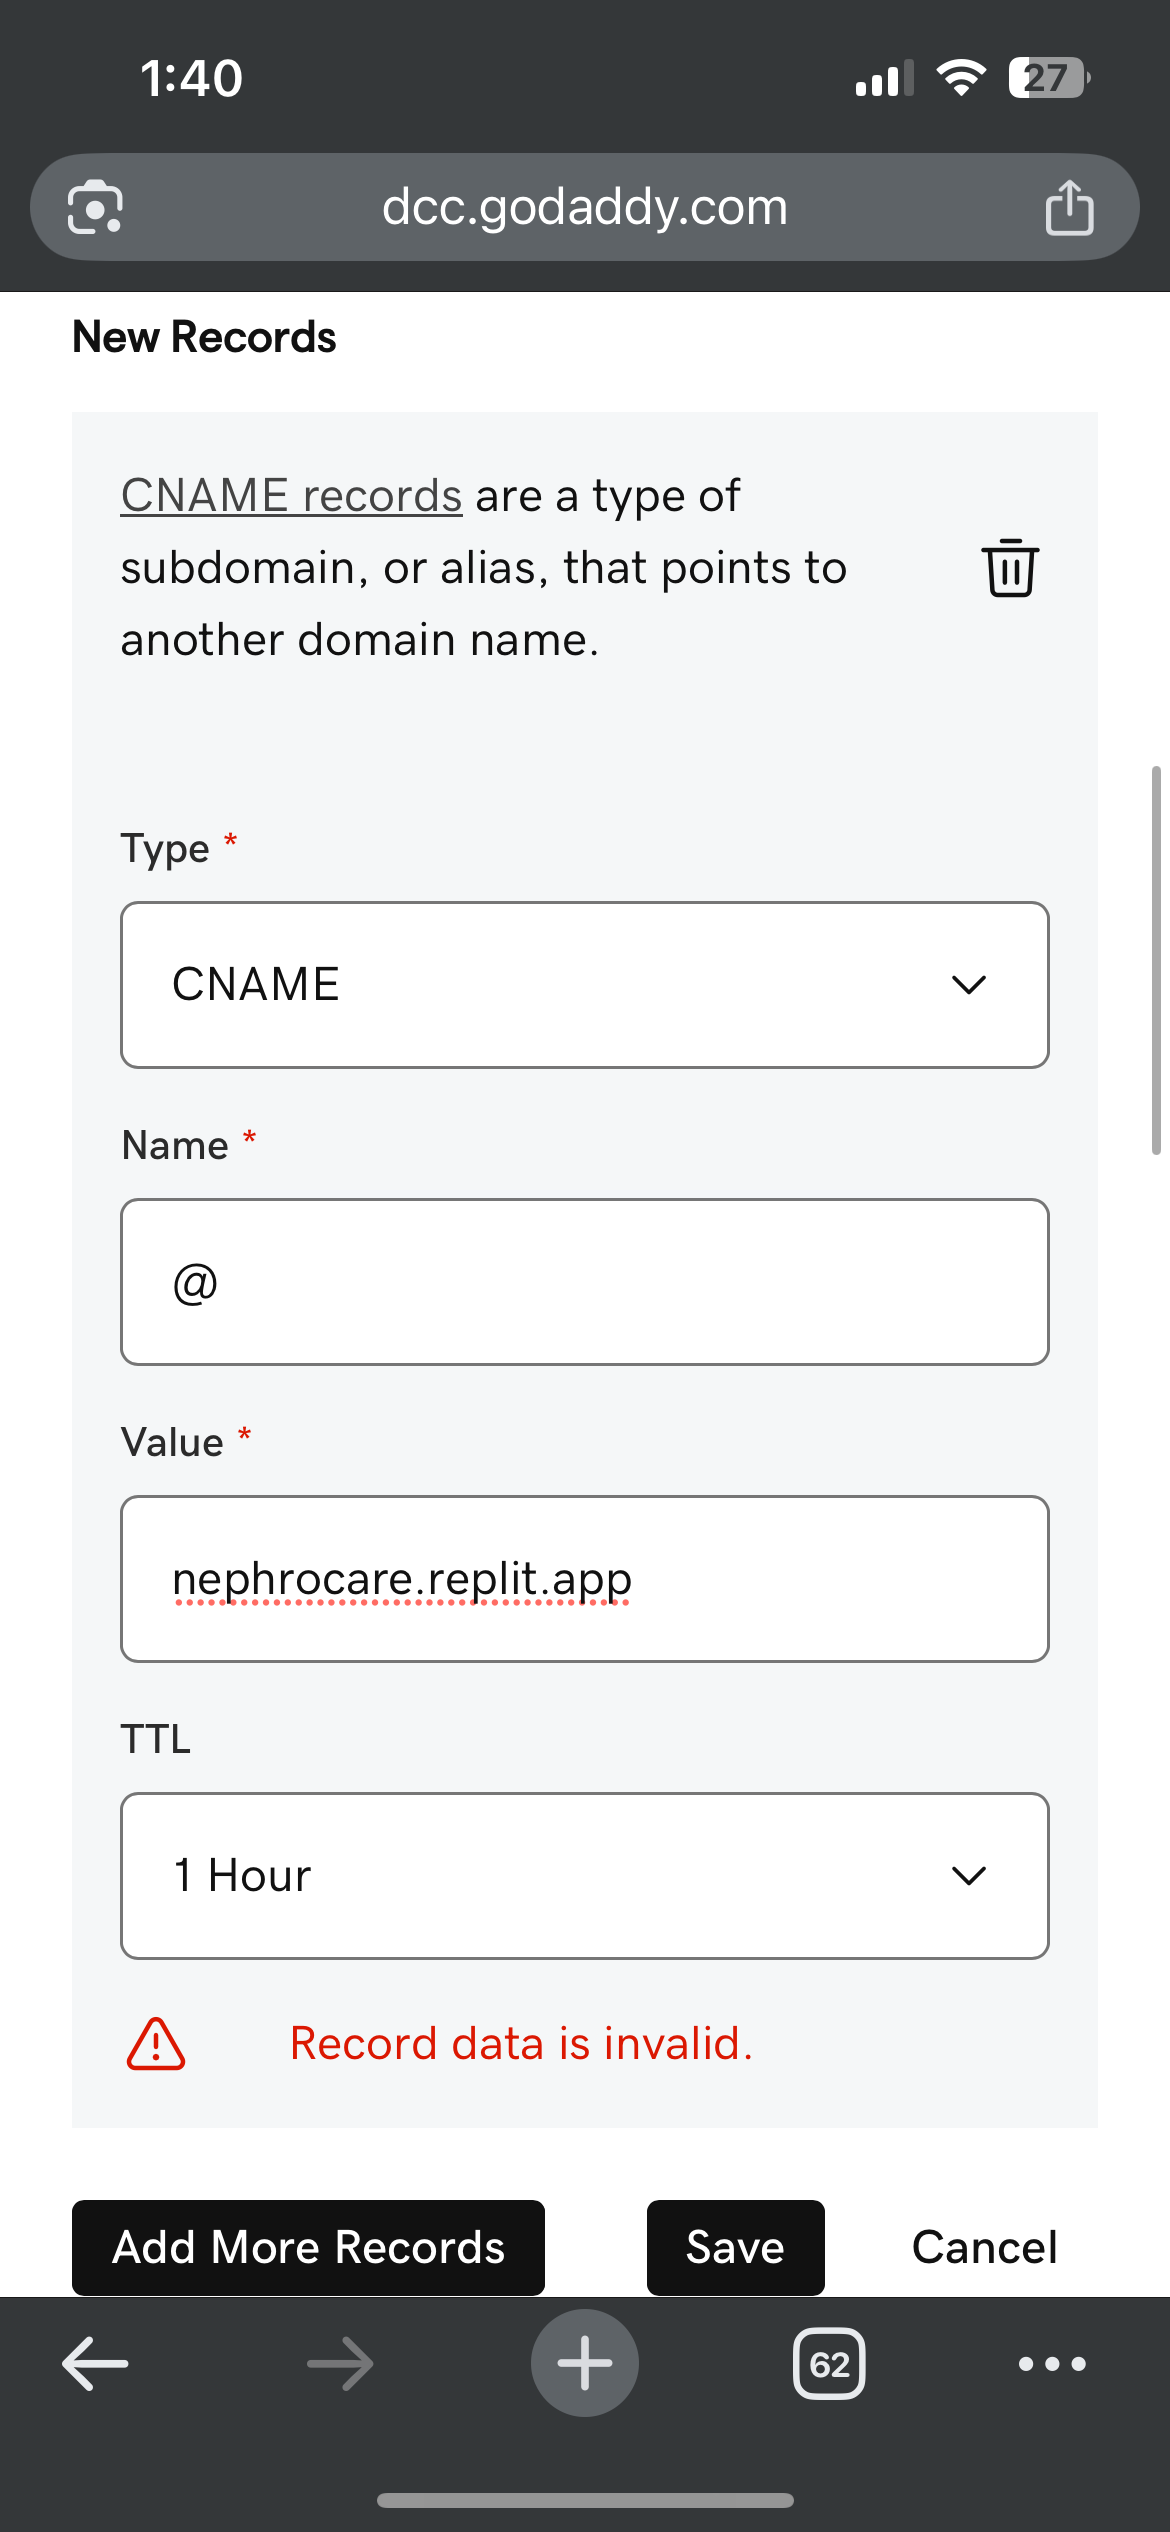 1:40
27
dcc.godaddy.com
New Records
CNAME records are a type of
subdomain, or alias, that points to
another domain name.
Type *
CNAME
Name *
@
Value *
nephrocare.replit.app
TTL
1 Hour
Record data is invalid.
Add More Records
Save
Cancel
62